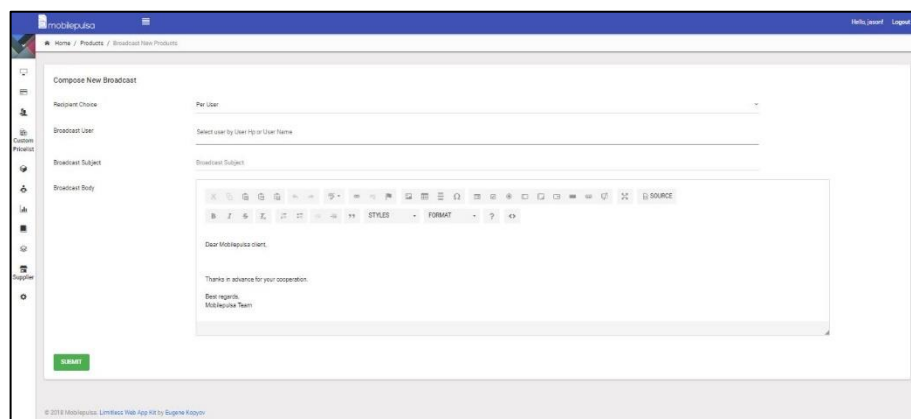 mobilepulsa
Hello, jason! Logout
Home / Products / Broadcast New Products
Custom
Pricelist
Supplier
Compose New Broadcast
Recipient Choice
Per User
Broadcast User
Select user by User Hp or User Name
Broadcast Subject
Broadcast Subject
Broadcast Body
SOURCE
B I S Tx
STYLES FORMAT ?
Dear Mobilepulsa client,
Thanks in advance for your cooperation.
Best regards,
Mobilepulsa Team
SUBMIT
© 2018 Mobilepulsa. Limitless Web App Kit by Eugene Kopyov